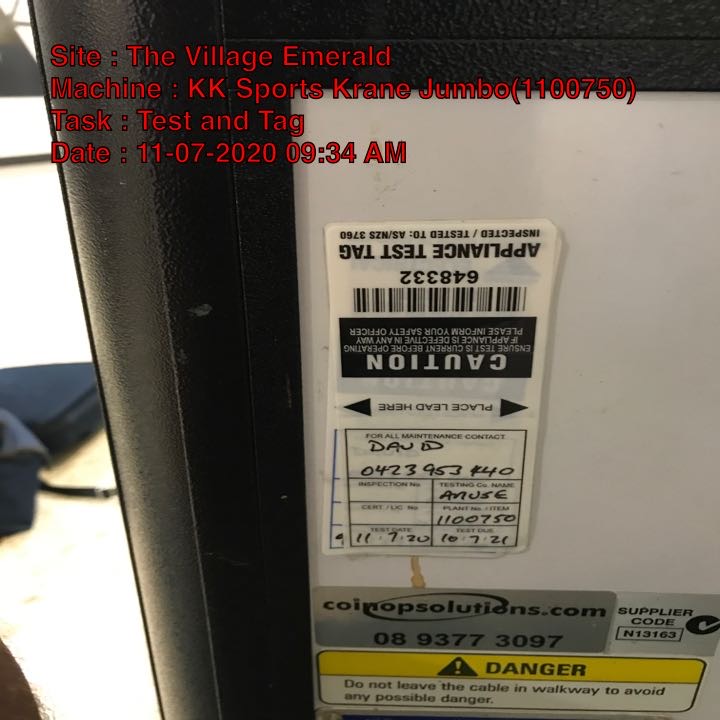 Site : The Village Emerald
Machine : KK Sports Krane Jumbo(1100750)
Task : Test and Tag
Date : 11-07-2020 09:34 AM
INSPECTED / TESTED TO: AS/NZS 3760
APPLIANCE TEST TAG
648332
PLEASE INFORM YOUR SAFETY OFFICER
IF APPLIANCE IS DEFECTIVE IN ANY WAY
ENSURE TEST IS CURRENT BEFORE OPERATING
CAUTION
PLACE LEAD HERE
FOR ALL MAINTENANCE CONTACT
DAVID
0423 953 440
INSPECTION No. TESTING Co. NAME
AMUSE
CERT. / LIC No PLANT No. / ITEM
1100750
TEST DATE TEST DUE
11.7.20 10.7.21
coinopsolutions.com
08 9377 3097
SUPPLIER
CODE
N13163
DANGER
Do not leave the cable in walkway to avoid
any possible danger.